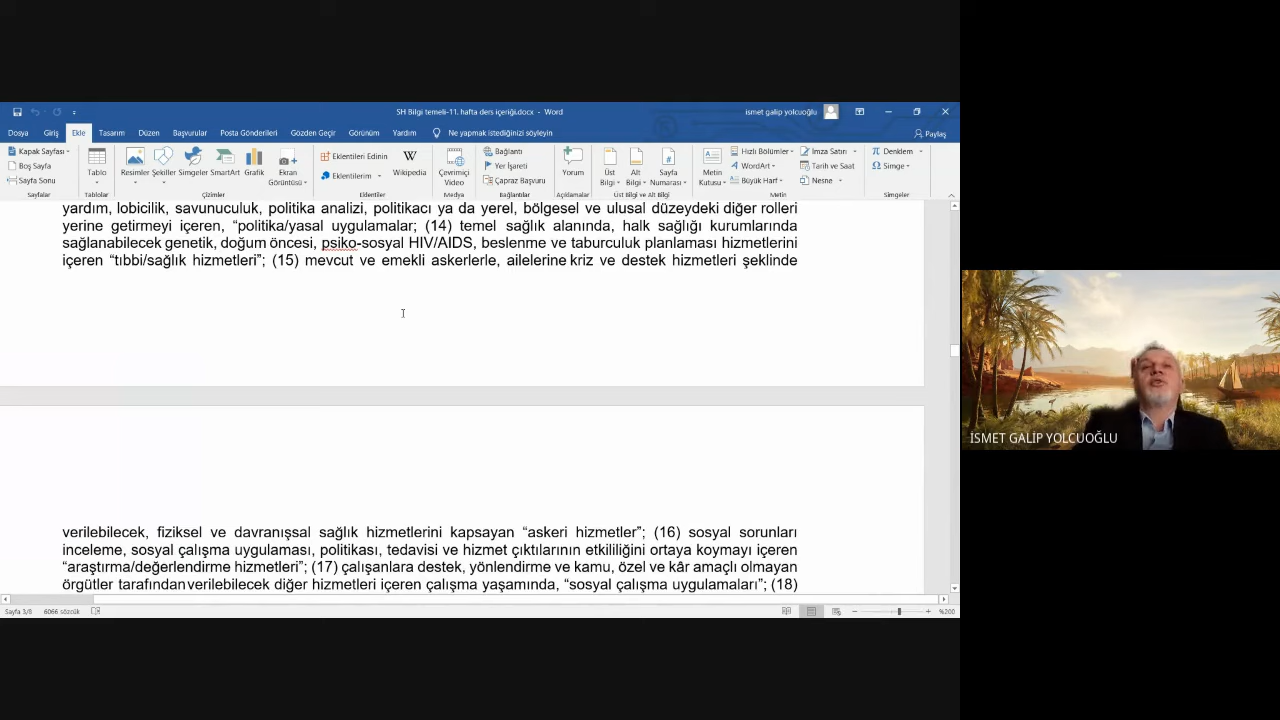 SH Bilgi temeli-11. hafta ders içeriği.docx - Word
ismet galip yolcuoğlu
Dosya Giriş Ekle Tasarım Düzen Başvurular Posta Gönderileri Gözden Geçir Görünüm Yardım Ne yapmak istediğinizi söyleyin
Paylaş
Kapak Sayfası
Boş Sayfa
Sayfa Sonu
Sayfalar
Tablo
Tablolar
Resimler Şekiller Simgeler SmartArt Grafik Ekran Görüntüsü
Çizimler
Eklentileri Edinin
Eklentilerim
Wikipedia
Eklentiler
Çevrimiçi Video
Medya
Bağlantı
Yer İşareti
Çapraz Başvuru
Bağlantılar
Yorum
Açıklamalar
Üst Bilgi Alt Bilgi Sayfa Numarası
Üst Bilgi ve Alt Bilgi
Metin Kutusu
Hızlı Bölümler
WordArt
Büyük Harf
İmza Satırı
Tarih ve Saat
Nesne
Metin
Denklem
Simge
Simgeler
yardım, lobicilik, savunuculuk, politika analizi, politikacı ya da yerel, bölgesel ve ulusal düzeydeki diğer rolleri
yerine getirmeyi içeren, “politika/yasal uygulamalar; (14) temel sağlık alanında, halk sağlığı kurumlarında
sağlanabilecek genetik, doğum öncesi, psiko-sosyal HIV/AIDS, beslenme ve taburculuk planlaması hizmetlerini
içeren “tıbbi/sağlık hizmetleri”; (15) mevcut ve emekli askerlerle, ailelerine kriz ve destek hizmetleri şeklinde
verilebilecek, fiziksel ve davranışsal sağlık hizmetlerini kapsayan “askeri hizmetler”; (16) sosyal sorunları
inceleme, sosyal çalışma uygulaması, politikası, tedavisi ve hizmet çıktılarının etkililiğini ortaya koymayı içeren
“araştırma/değerlendirme hizmetleri”; (17) çalışanlara destek, yönlendirme ve kamu, özel ve kâr amaçlı olmayan
örgütler tarafından verilebilecek diğer hizmetleri içeren çalışma yaşamında, “sosyal çalışma uygulamaları”; (18)
Sayfa 3/8 6066 sözcük
%200
İSMET GALİP YOLCUOĞLU